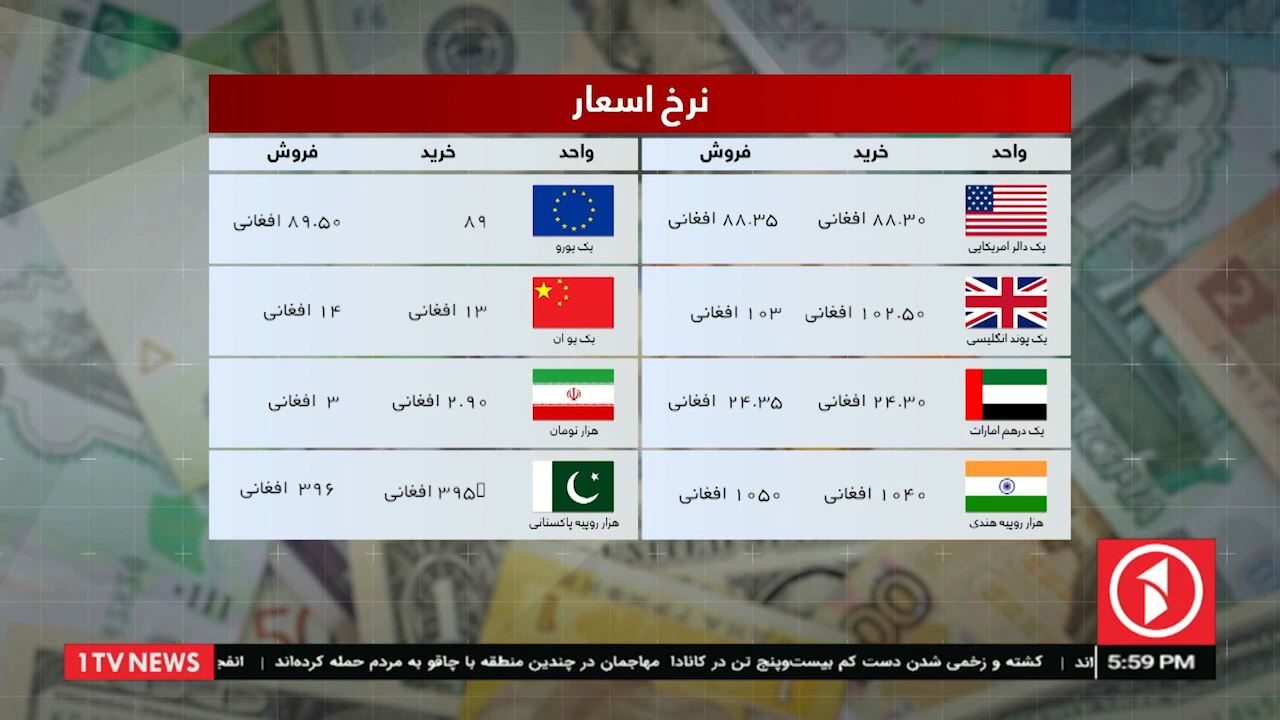 نرخ اسعار
واحد خرید فروش واحد خرید فروش
۸۸.۳۰ افغانی ۸۸.۳۵ افغانی ۸۹ ۸۹.۵۰ افغانی
یک دالر امریکایی یک یورو
۱۰۲.۵۰ افغانی ۱۰۳ افغانی ۱۳ افغانی ۱۴ افغانی
یک پوند انگلیسی یک یو ان
۲۴.۳۰ افغانی ۲۴.۳۵ افغانی ۲.۹۰ افغانی ۳ افغانی
یک درهم امارات هزار تومان
۱۰۴۰ افغانی ۱۰۵۰ افغانی ۳۹۵ افغانی ۳۹۶ افغانی
هزار روپیه هندی هزار روپیه پاکستانی
1TV NEWS اند | کشته و زخمی شدن دست کم بیست‌وپنج تن در کانادا مهاجمان در چندین منطقه با چاقو به مردم حمله کرده‌اند | 5:59 PM